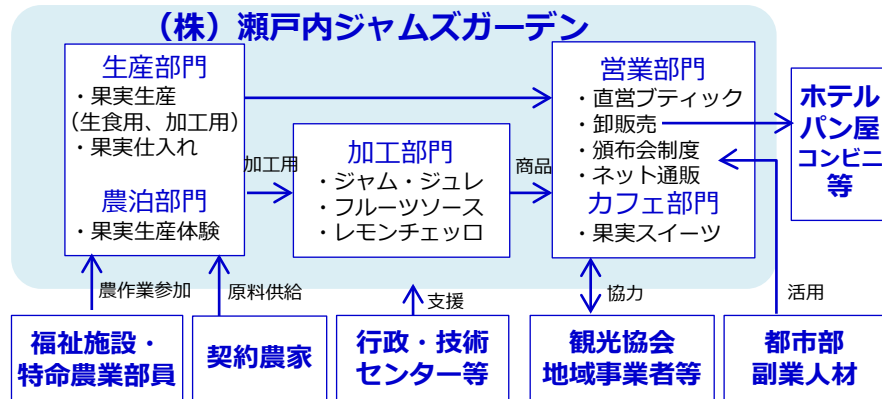 （株）瀬戸内ジャムズガーデン
生産部門
・果実生産
（生食用、加工用）
・果実仕入れ
農泊部門
・果実生産体験
加工用
加工部門
・ジャム・ジュレ
・フルーツソース
・レモンチェッロ
商品
営業部門
・直営ブティック
・卸販売
・頒布会制度
・ネット通販
カフェ部門
・果実スイーツ
ホテル
パン屋
コンビニ
等
農作業参加
原料供給
支援
協力
活用
福祉施設・
特命農業部員
契約農家
行政・技術
センター等
観光協会
地域事業者等
都市部
副業人材